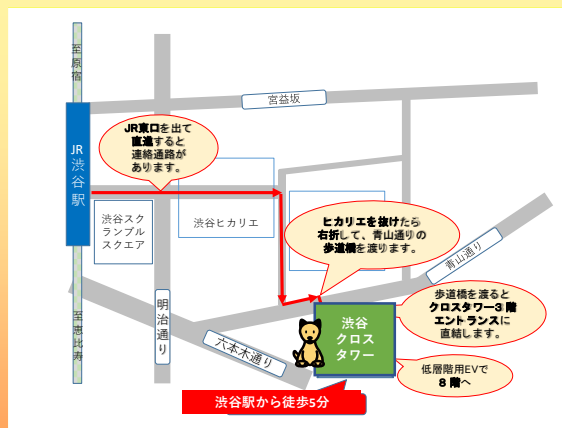 至原宿
宮益坂
JR東口を出て
直進すると
連絡通路が
あります。
JR
渋谷駅
渋谷スク
ランブル
スクエア
渋谷ヒカリエ
ヒカリエを抜けたら
右折して、青山通りの
歩道橋を渡ります。
青山通り
明治通り
至恵比寿
六本木通り
渋谷
クロス
タワー
歩道橋を渡ると
クロスタワー3階
エントランスに
直結します。
低層階用EVで
8 階へ
渋谷駅から徒歩5分